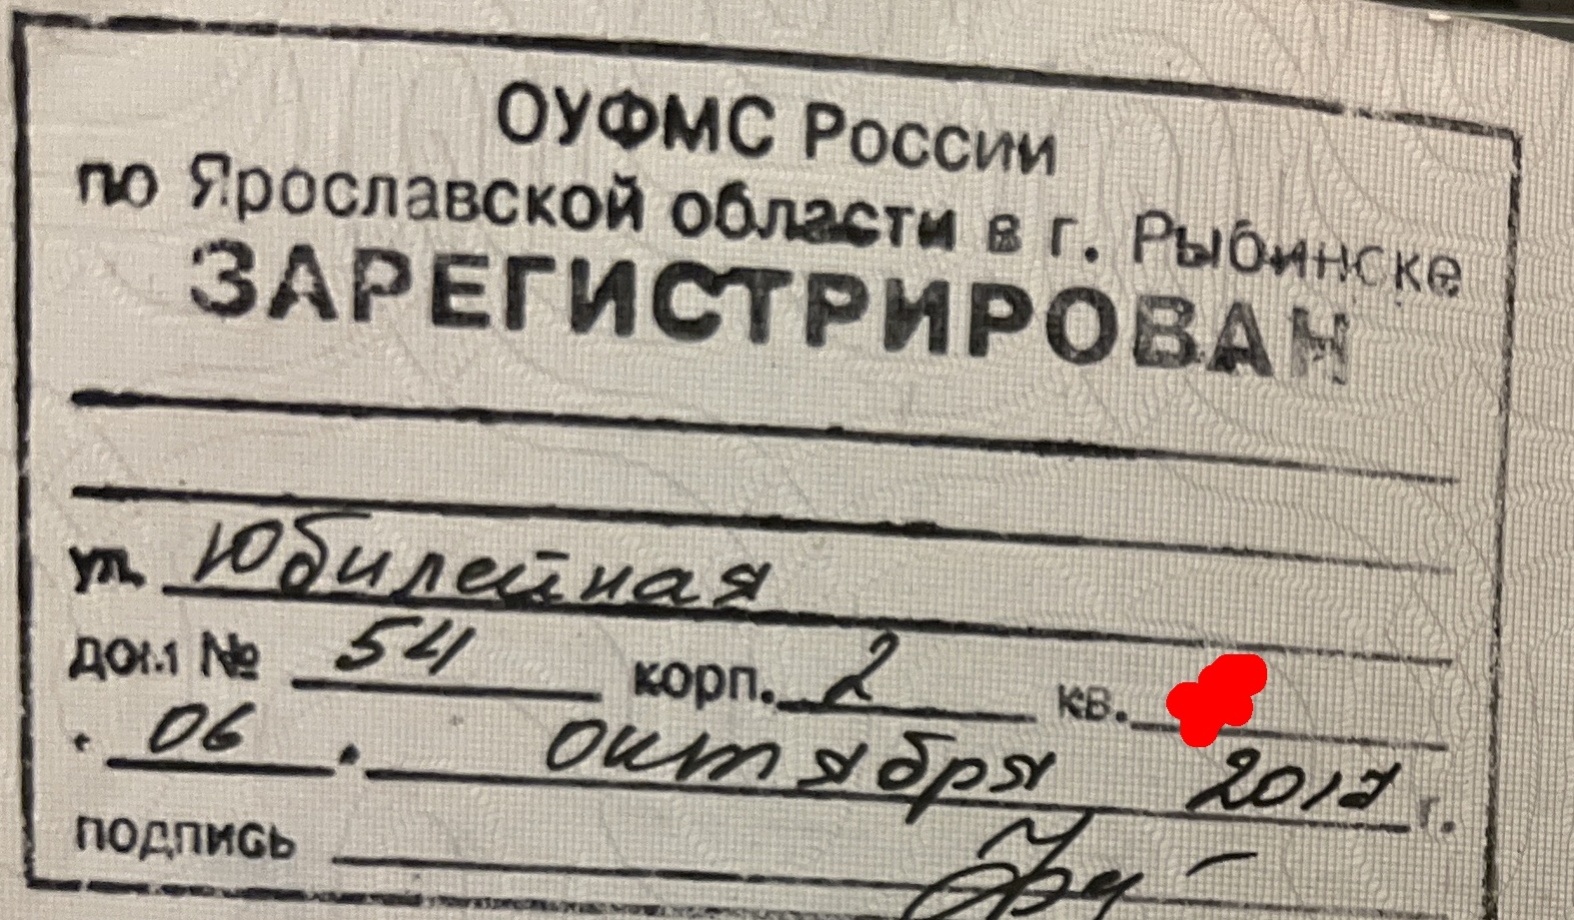 ОУФМС России
по Ярославской области в г. Рыбинске
ЗАРЕГИСТРИРОВАН
ул. Юбилейная
дом № 54 корп. 2 кв.
06 . октября 2017 г.
подпись